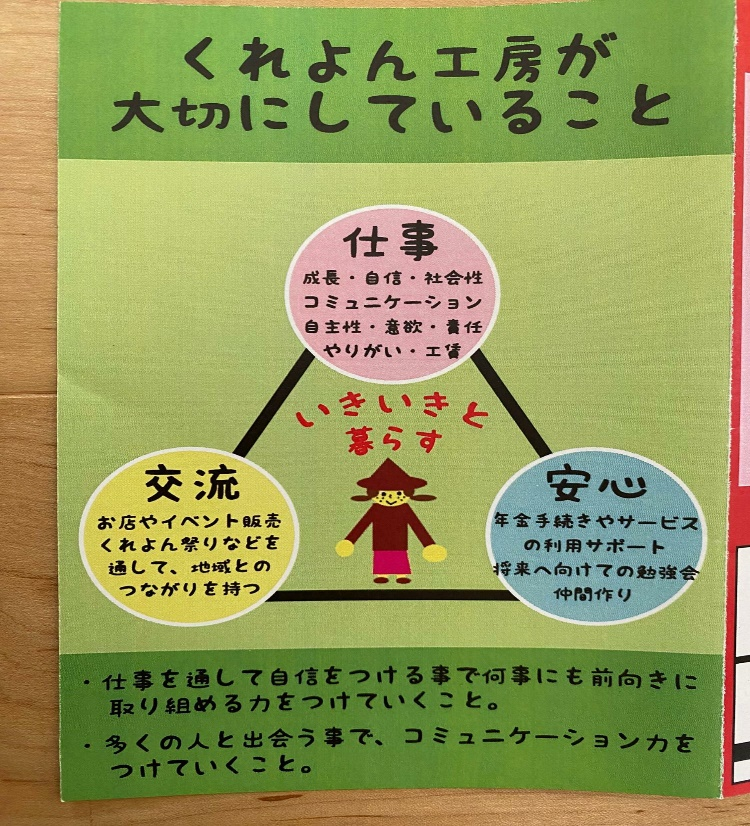 くれよん工房が
大切にしていること
仕事
成長・自信・社会性
コミュニケーション
自主性・意欲・責任
やりがい・工賃
いきいきと
暮らす
交流
お店やイベント販売
くれよん祭りなどを
通して、地域との
つながりを持つ
安心
年金手続きやサービス
の利用サポート
将来へ向けての勉強会
仲間作り
・仕事を通して自信をつける事で何事にも前向きに
取り組める力をつけていくこと。
・多くの人と出会う事で、コミュニケーション力を
つけていくこと。